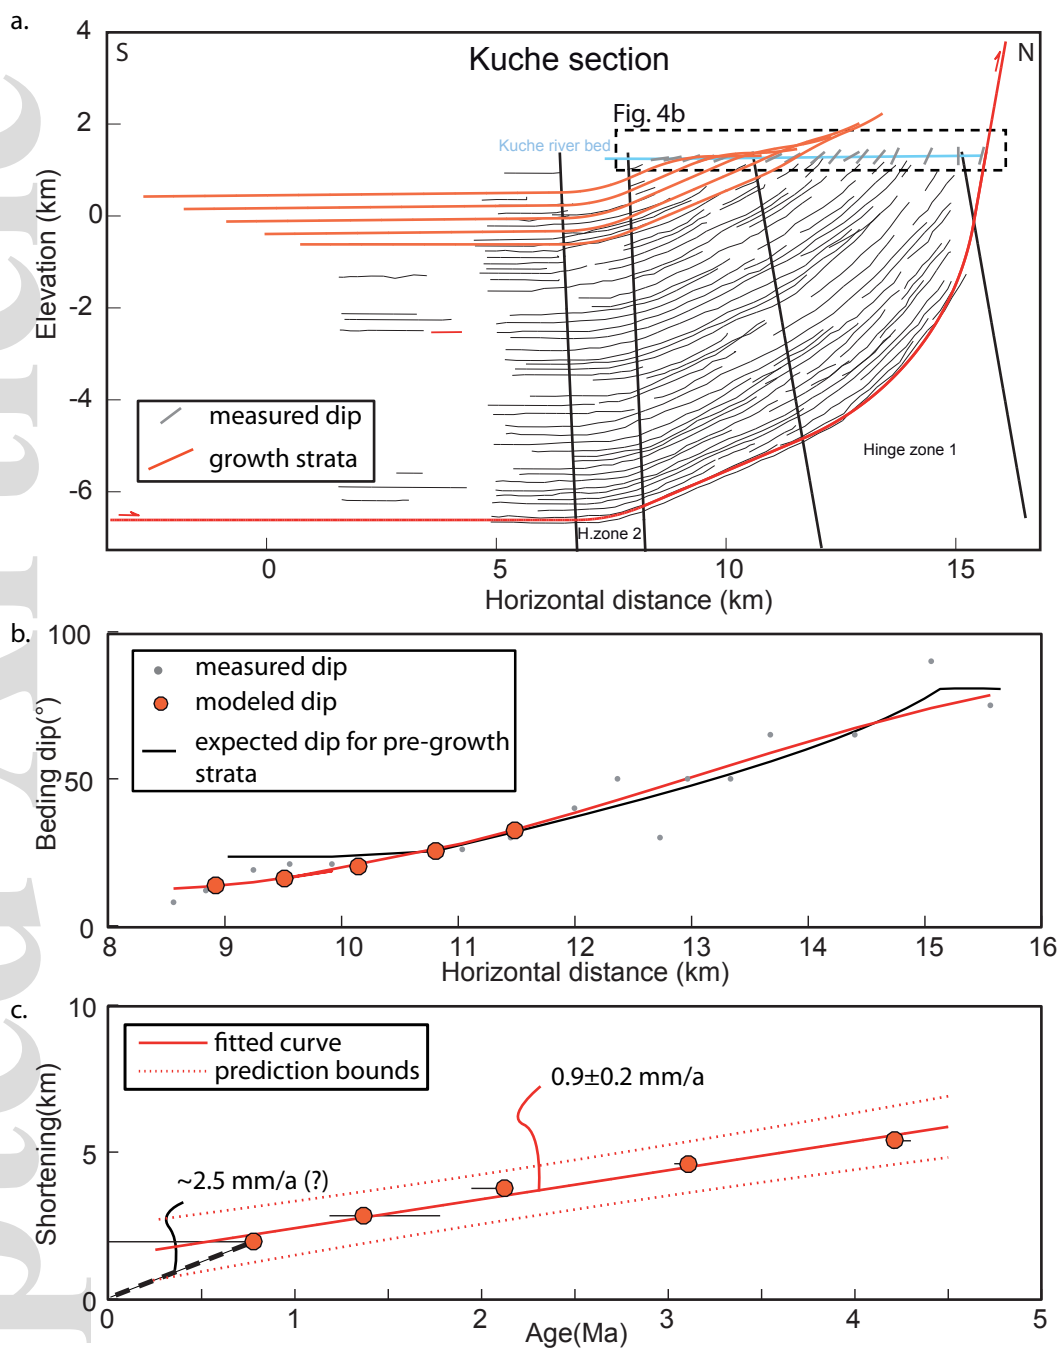 a.
4
2
0
-2
-4
-6
Elevation (km)
S
Kuche section
N
Fig. 4b
Kuche river bed
measured dip
growth strata
Hinge zone 1
H.zone 2
0
5
10
15
Horizontal distance (km)
b.
100
50
0
Beding dip(°)
measured dip
modeled dip
expected dip for pre-growth
strata
8
9
10
11
12
13
14
15
16
Horizontal distance (km)
c.
10
5
0
Shortening(km)
fitted curve
prediction bounds
0.9±0.2 mm/a
~2.5 mm/a (?)
0
1
2
3
4
5
Age(Ma)